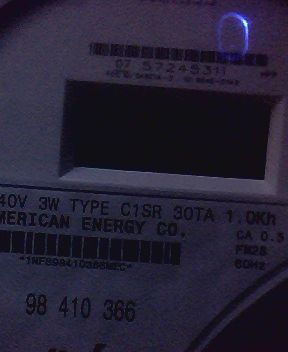 07 57245311
40V 3W TYPE C1SR 30TA 1.0Kh
MERICAN ENERGY CO.
CA 0.5
FM2S
60Hz
98 410 366